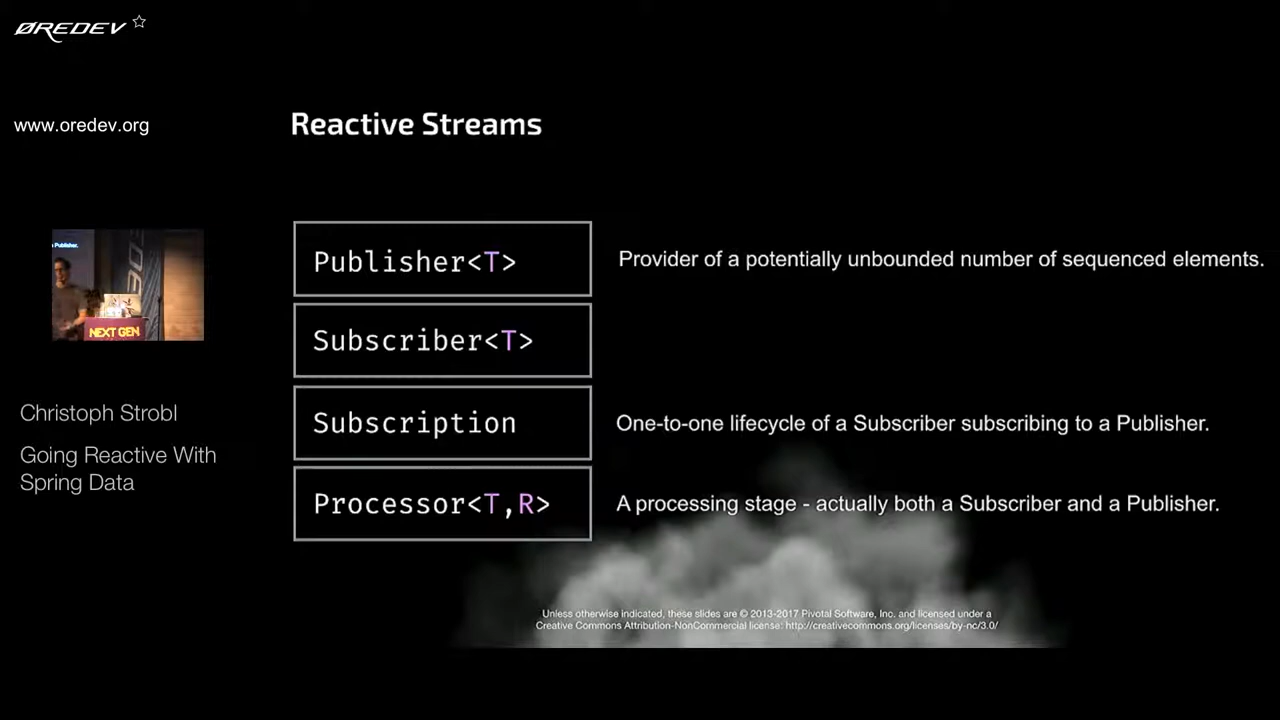 ØREDEV
www.oredev.org
Reactive Streams
Publisher<T>
Provider of a potentially unbounded number of sequenced elements.
Subscriber<T>
Subscription
One-to-one lifecycle of a Subscriber subscribing to a Publisher.
Processor<T,R>
A processing stage - actually both a Subscriber and a Publisher.
a Publisher.
NEXT GEN
Christoph Strobl
Going Reactive With
Spring Data
Unless otherwise indicated, these slides are © 2013-2017 Pivotal Software, Inc. and licensed under a
Creative Commons Attribution-NonCommercial license: http://creativecommons.org/licenses/by-nc/3.0/